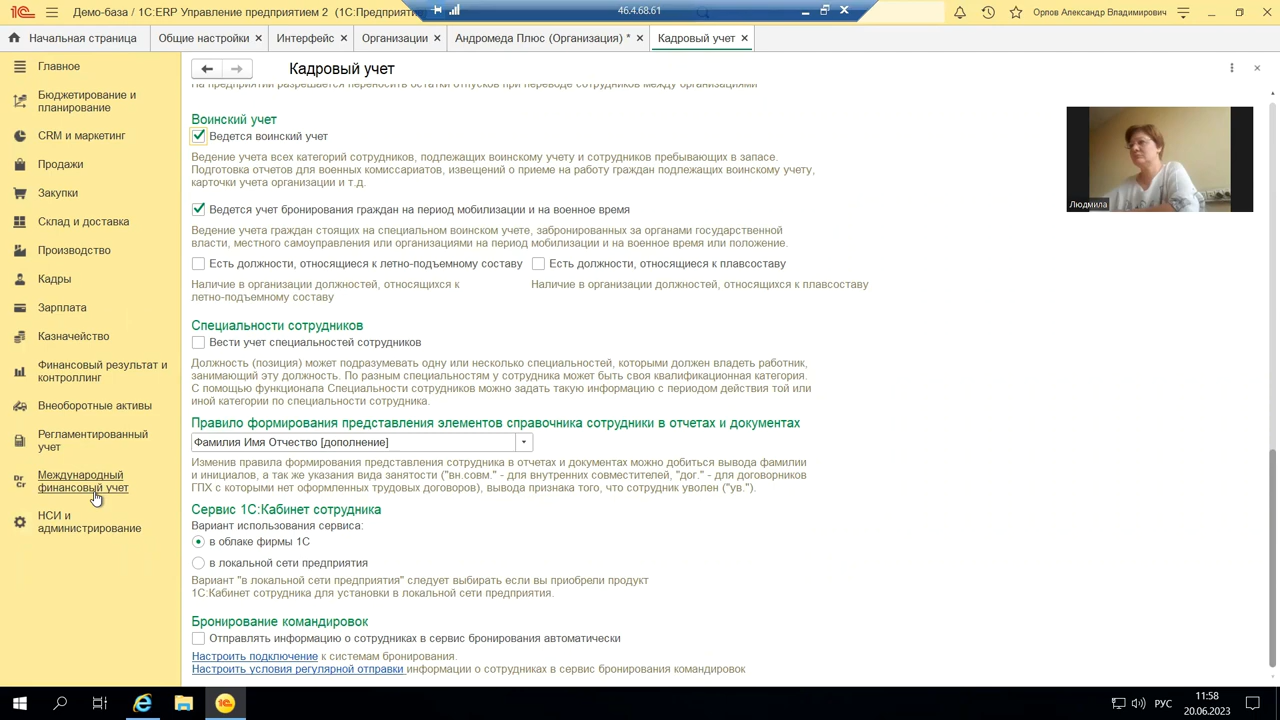 Демо-база / 1C:ERP Управление предприятием 2 (1С:Предприяти
46.4.68.61
Орлов Александр Владимирович
Начальная страница
Общие настройки
Интерфейс
Организации
Андромеда Плюс (Организация) *
Кадровый учет
Главное
Бюджетирование и
планирование
CRM и маркетинг
Продажи
Закупки
Склад и доставка
Производство
Кадры
Зарплата
Казначейство
Финансовый результат и
контроллинг
Внеоборотные активы
Регламентированный
учет
Международный
финансовый учет
НСИ и
администрирование
Кадровый учет
На предприятии разрешается переносить остатки отпусков при переводе сотрудников между организациями
Воинский учет
Ведется воинский учет
Ведение учета всех категорий сотрудников, подлежащих воинскому учету и сотрудников пребывающих в запасе.
Подготовка отчетов для военных комиссариатов, извещений о приеме на работу граждан подлежащих воинскому учету,
карточки учета организации и т.д.
Ведется учет бронирования граждан на период мобилизации и на военное время
Ведение учета граждан стоящих на специальном воинском учете, забронированных за органами государственной
власти, местного самоуправления или организациями на период мобилизации и на военное время или положение.
Есть должности, относящиеся к летно-подъемному составу
Есть должности, относящиеся к плавсоставу
Наличие в организации должностей, относящихся к
летно-подъемному составу
Наличие в организации должностей, относящихся к плавсоставу
Специальности сотрудников
Вести учет специальностей сотрудников
Должность (позиция) может подразумевать одну или несколько специальностей, которыми должен владеть работник,
занимающий эту должность. По разным специальностям у сотрудника может быть своя квалификационная категория.
С помощью функционала Специальности сотрудников можно задать такую информацию с периодом действия той или
иной категории по специальности сотрудника.
Правило формирования представления элементов справочника сотрудники в отчетах и документах
Фамилия Имя Отчество [дополнение]
Изменив правила формирования представления сотрудника в отчетах и документах можно добиться вывода фамилии
и инициалов, а так же указания вида занятости ("вн.совм." - для внутренних совместителей, "дог." - для договорников
ГПХ с которыми нет оформленных трудовых договоров), вывода признака того, что сотрудник уволен ("ув.").
Сервис 1С:Кабинет сотрудника
Вариант использования сервиса:
в облаке фирмы 1С
в локальной сети предприятия
Вариант "в локальной сети предприятия" следует выбирать если вы приобрели продукт
1С:Кабинет сотрудника для установки в локальной сети предприятия.
Бронирование командировок
Отправлять информацию о сотрудниках в сервис бронирования автоматически
Настроить подключение к системам бронирования.
Настроить условия регулярной отправки информации о сотрудниках в сервис бронирования командировок
Людмила
РУС
11:58
20.06.2023